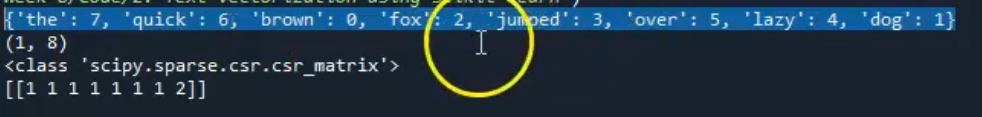 {'the': 7, 'quick': 6, 'brown': 0, 'fox': 2, 'jumped': 3, 'over': 5, 'lazy': 4, 'dog': 1}
(1, 8)
<class 'scipy.sparse.csr.csr_matrix'>
[[1 1 1 1 1 1 1 2]]